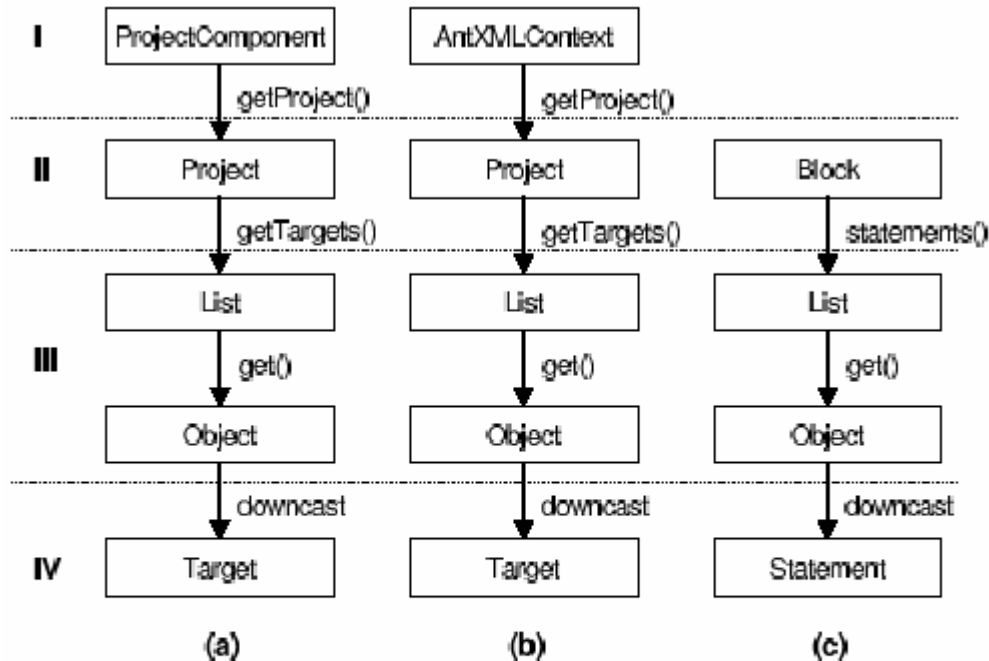 I ProjectComponent AntXMLContext
getProject() getProject()
II Project Project Block
getTargets() getTargets() statements()
List List List
III get() get() get()
Object Object Object
downcast downcast downcast
IV Target Target Statement
(a) (b) (c)